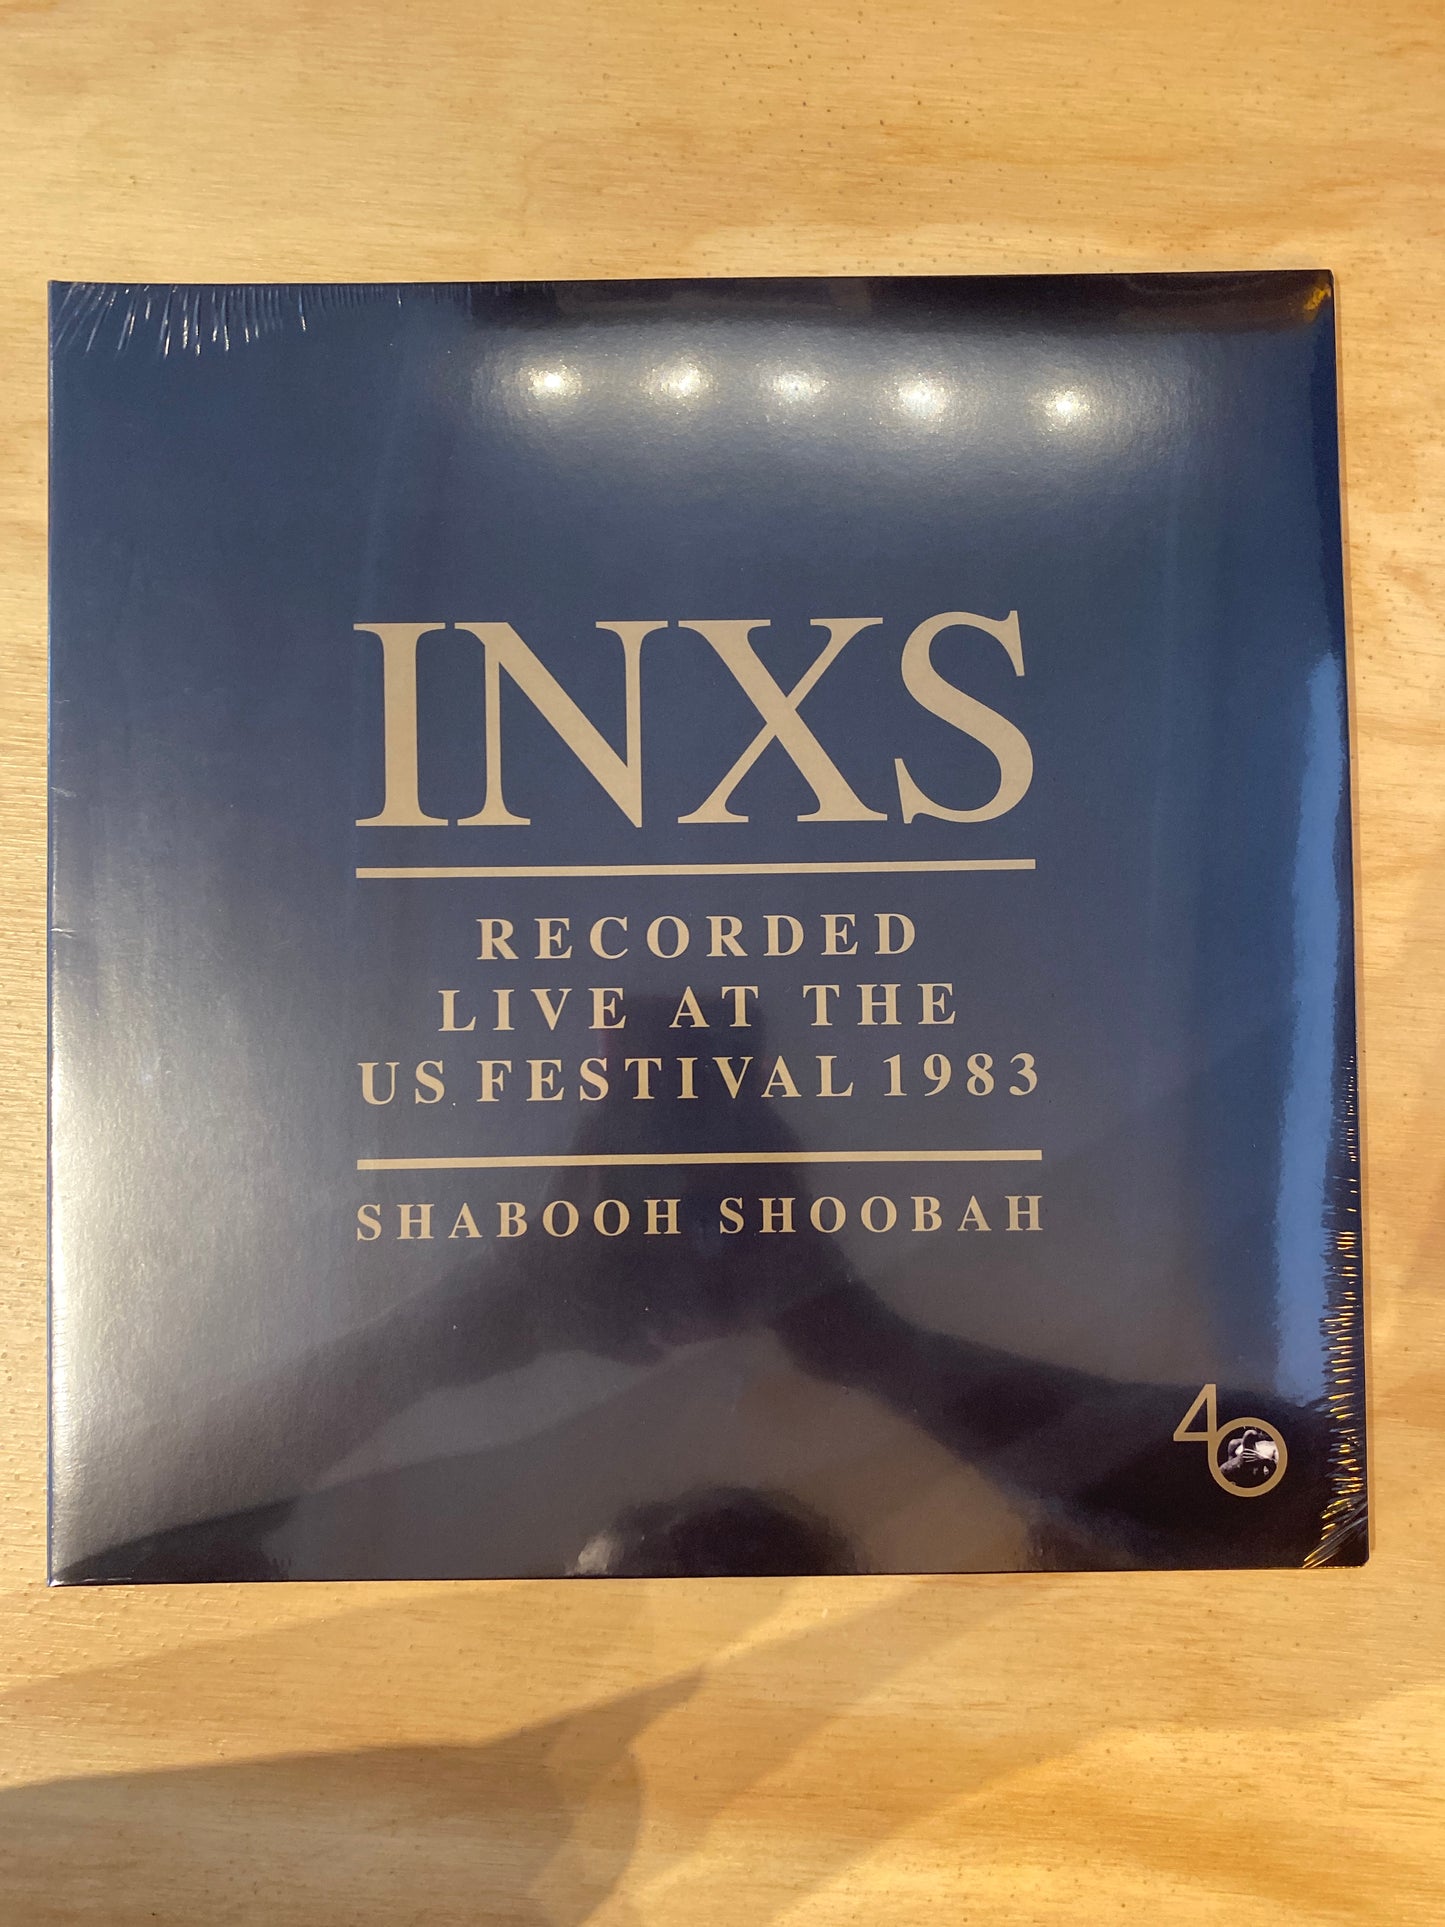 INXS
RECORDED
LIVE AT THE
US FESTIVAL 1983
SHABOOH SHOOBAH
40